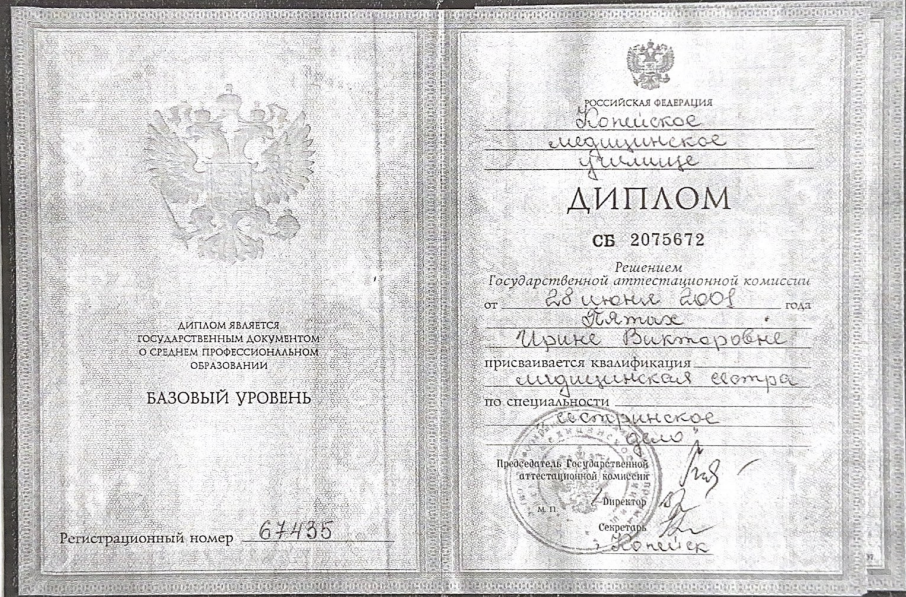 ДИПЛОМ ЯВЛЯЕТСЯ
ГОСУДАРСТВЕННЫМ ДОКУМЕНТОМ
О СРЕДНЕМ ПРОФЕССИОНАЛЬНОМ
ОБРАЗОВАНИИ
БАЗОВЫЙ УРОВЕНЬ
Регистрационный номер 67435
РОССИЙСКАЯ ФЕДЕРАЦИЯ
Копейское
медицинское
училище
ДИПЛОМ
СБ 2075672
Решением
Государственной аттестационной комиссии
от 28 июня 2001 года
Пятах
Ирине Викторовне
присваивается квалификация
медицинская сестра
по специальности
"сестринское
дело"
Председатель Государственной
аттестационной комиссии
Директор
М. П.
Секретарь
г. Копейск